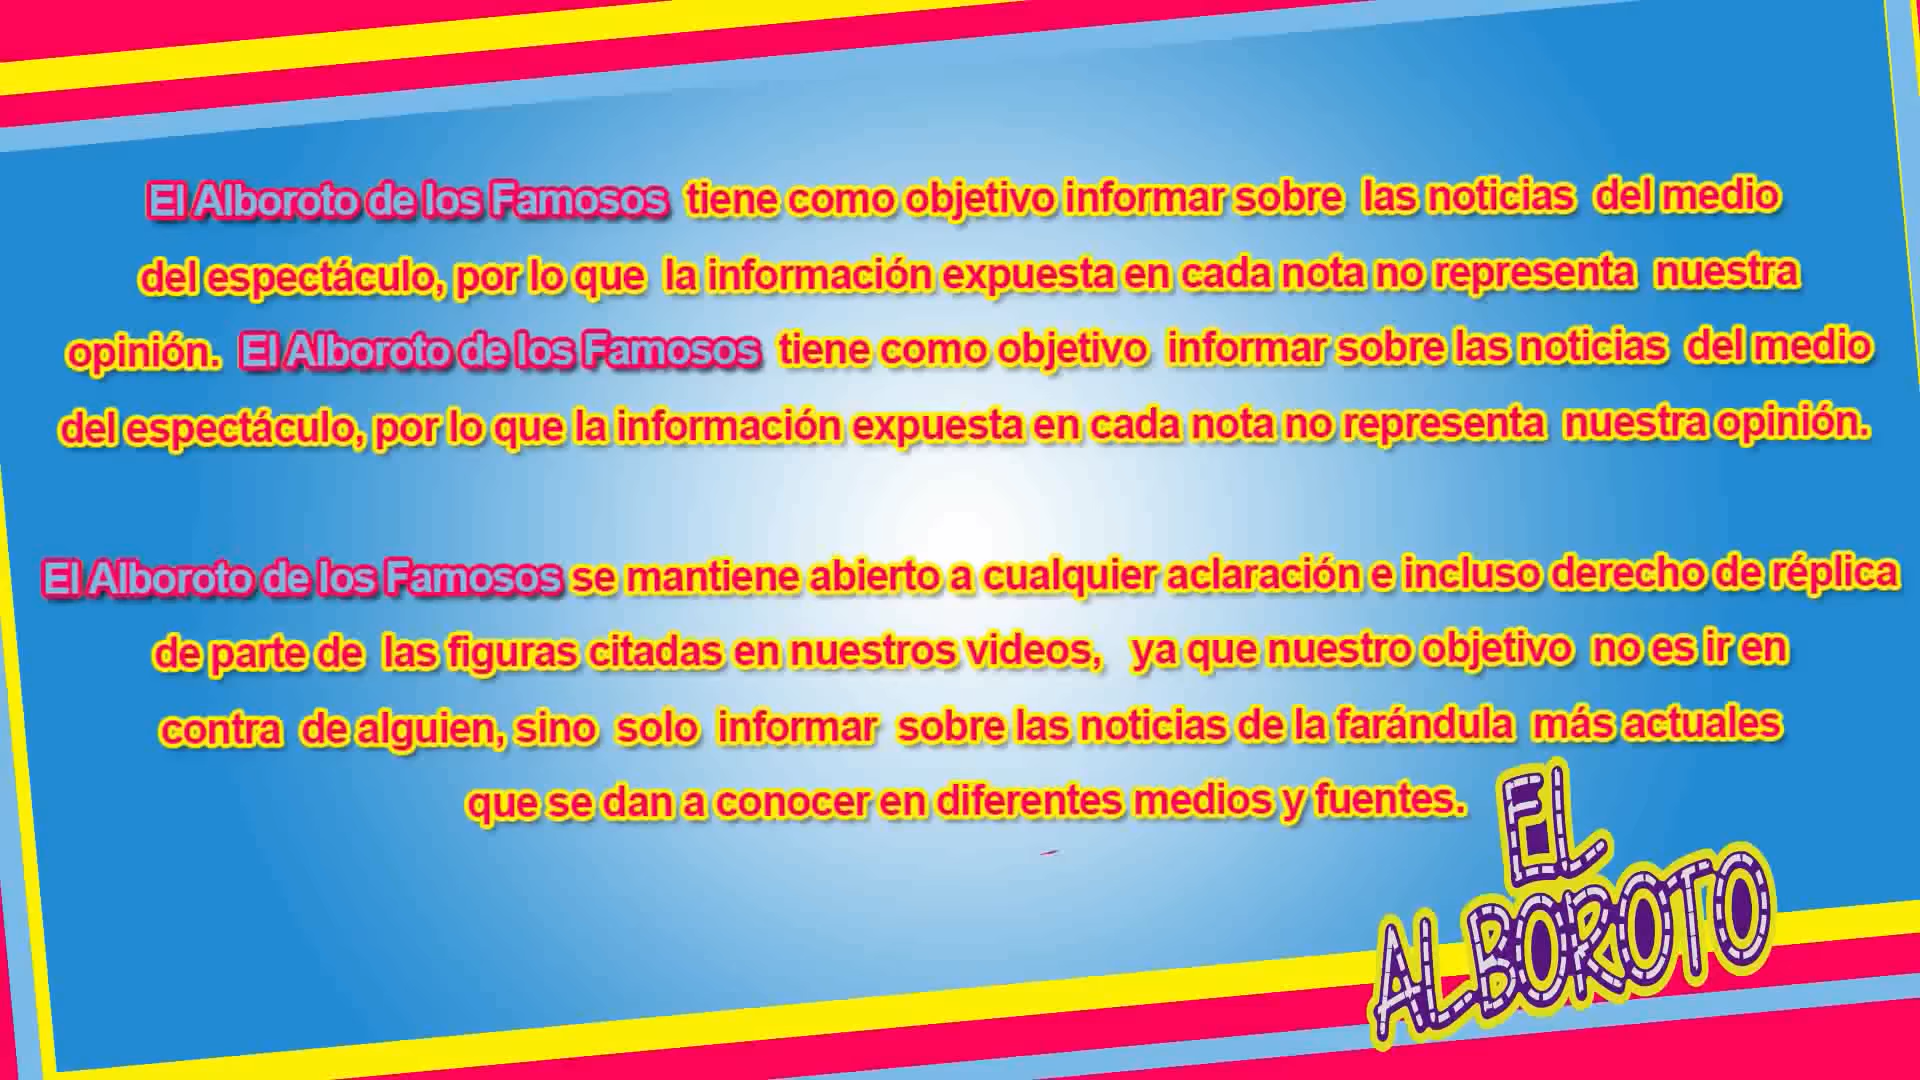 El Alboroto de los Famosos tiene como objetivo informar sobre las noticias del medio
del espectáculo, por lo que la información expuesta en cada nota no representa nuestra
opinión. El Alboroto de los Famosos tiene como objetivo informar sobre las noticias del medio
del espectáculo, por lo que la información expuesta en cada nota no representa nuestra opinión.
El Alboroto de los Famosos se mantiene abierto a cualquier aclaración e incluso derecho de réplica
de parte de las figuras citadas en nuestros videos, ya que nuestro objetivo no es ir en
contra de alguien, sino solo informar sobre las noticias de la farándula más actuales
que se dan a conocer en diferentes medios y fuentes.
EL
ALBOROTO